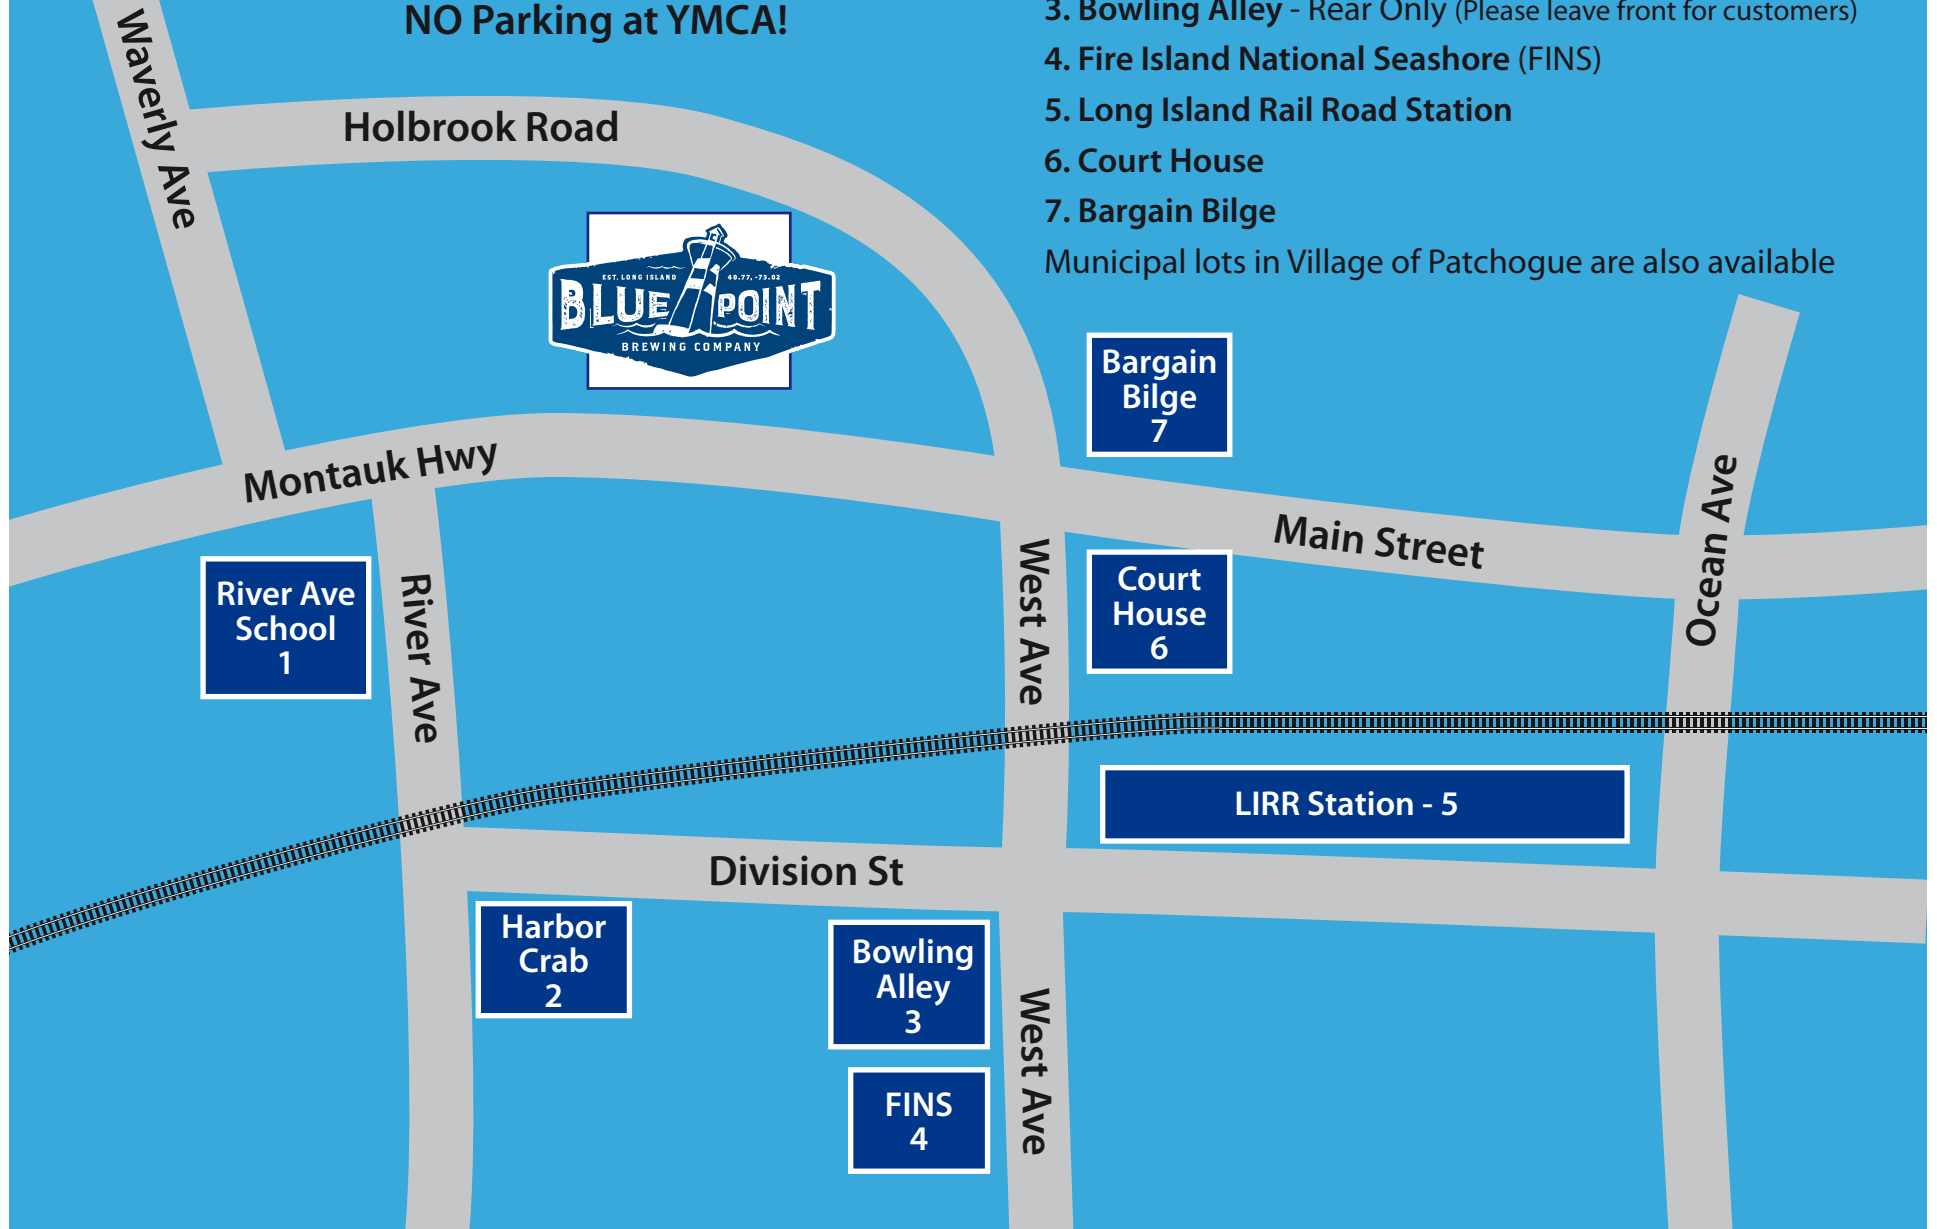 NO Parking at YMCA!
3. Bowling Alley - Rear Only (Please leave front for customers)
4. Fire Island National Seashore (FINS)
5. Long Island Rail Road Station
6. Court House
7. Bargain Bilge
Municipal lots in Village of Patchogue are also available
Waverly Ave
Holbrook Road
EST. LONG ISLAND
40.77, -73.02
BLUE POINT
BREWING COMPANY
Bargain
Bilge
7
Montauk Hwy
Main Street
Ocean Ave
River Ave
School
1
River Ave
West Ave
Court
House
6
LIRR Station - 5
Division St
Harbor
Crab
2
Bowling
Alley
3
West Ave
FINS
4